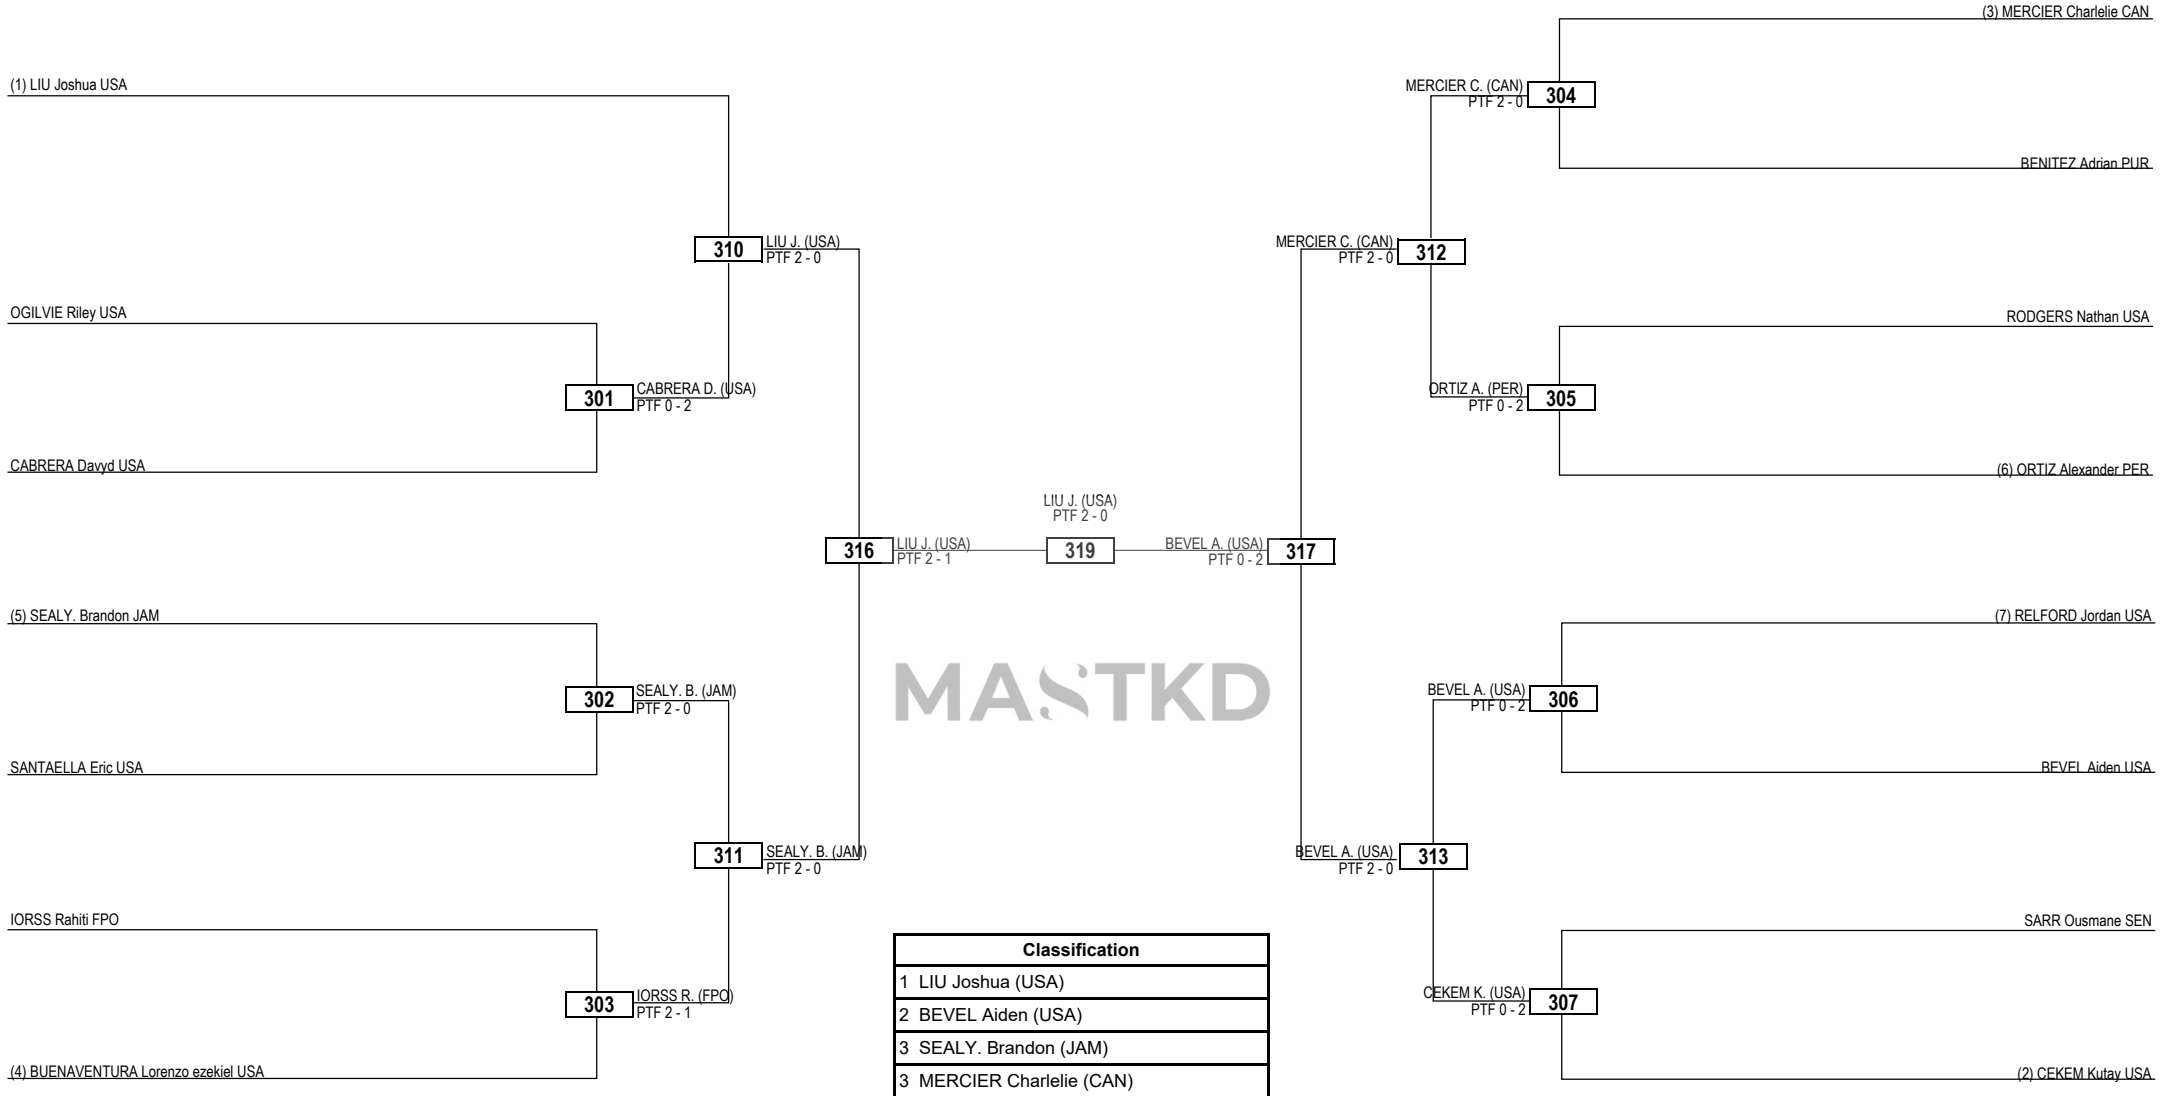 (3) MERCIER Charlelie CAN
(1) LIU Joshua USA
MERCIER C. (CAN)
PTF 2 - 0
304
BENITEZ Adrian PUR
310
LIU J. (USA)
PTF 2 - 0
MERCIER C. (CAN)
PTF 2 - 0
312
OGILVIE Riley USA
RODGERS Nathan USA
301
CABRERA D. (USA)
PTF 0 - 2
ORTIZ A. (PER)
PTF 0 - 2
305
CABRERA Davyd USA
(6) ORTIZ Alexander PER
LIU J. (USA)
PTF 2 - 0
316
LIU J. (USA)
PTF 2 - 1
319
BEVEL A. (USA)
PTF 0 - 2
317
(5) SEALY. Brandon JAM
(7) RELFORD Jordan USA
302
SEALY. B. (JAM)
PTF 2 - 0
MASTKD
BEVEL A. (USA)
PTF 0 - 2
306
SANTAELLA Eric USA
BEVEL Aiden USA
311
SEALY. B. (JAM)
PTF 2 - 0
BEVEL A. (USA)
PTF 2 - 0
313
IORSS Rahiti FPO
SARR Ousmane SEN
303
IORSS R. (FPO)
PTF 2 - 1
CEKEM K. (USA)
PTF 0 - 2
307
(4) BUENAVENTURA Lorenzo ezekiel USA
(2) CEKEM Kutay USA
Classification
1 LIU Joshua (USA)
2 BEVEL Aiden (USA)
3 SEALY. Brandon (JAM)
3 MERCIER Charlelie (CAN)